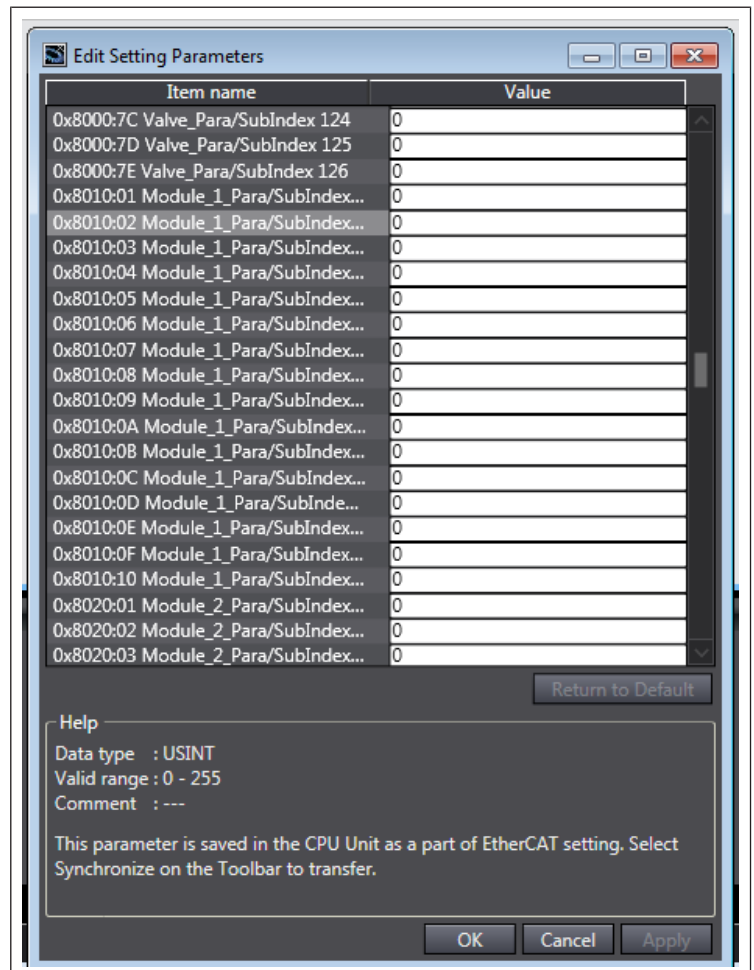 Edit Setting Parameters
Item name Value
0x8000:7C Valve_Para/SubIndex 124 0
0x8000:7D Valve_Para/SubIndex 125 0
0x8000:7E Valve_Para/SubIndex 126 0
0x8010:01 Module_1_Para/SubIndex... 0
0x8010:02 Module_1_Para/SubIndex... 0
0x8010:03 Module_1_Para/SubIndex... 0
0x8010:04 Module_1_Para/SubIndex... 0
0x8010:05 Module_1_Para/SubIndex... 0
0x8010:06 Module_1_Para/SubIndex... 0
0x8010:07 Module_1_Para/SubIndex... 0
0x8010:08 Module_1_Para/SubIndex... 0
0x8010:09 Module_1_Para/SubIndex... 0
0x8010:0A Module_1_Para/SubIndex... 0
0x8010:0B Module_1_Para/SubIndex... 0
0x8010:0C Module_1_Para/SubIndex... 0
0x8010:0D Module_1_Para/SubInde... 0
0x8010:0E Module_1_Para/SubIndex... 0
0x8010:0F Module_1_Para/SubIndex... 0
0x8010:10 Module_1_Para/SubIndex... 0
0x8020:01 Module_2_Para/SubIndex... 0
0x8020:02 Module_2_Para/SubIndex... 0
0x8020:03 Module_2_Para/SubIndex... 0
Return to Default
Help
Data type : USINT
Valid range : 0 - 255
Comment : ---
This parameter is saved in the CPU Unit as a part of EtherCAT setting. Select
Synchronize on the Toolbar to transfer.
OK Cancel Apply